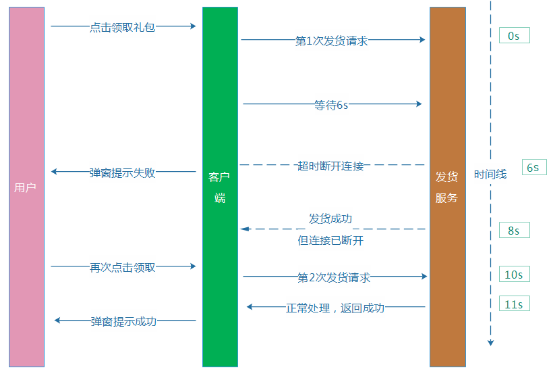 点击领取礼包
第1次发货请求
0s
等待6s
弹窗提示失败
超时断开连接
6s
用户
客户
端
发货
服务
时间线
发货成功
但连接已断开
8s
再次点击领取
第2次发货请求
10s
正常处理，返回成功
11s
弹窗提示成功